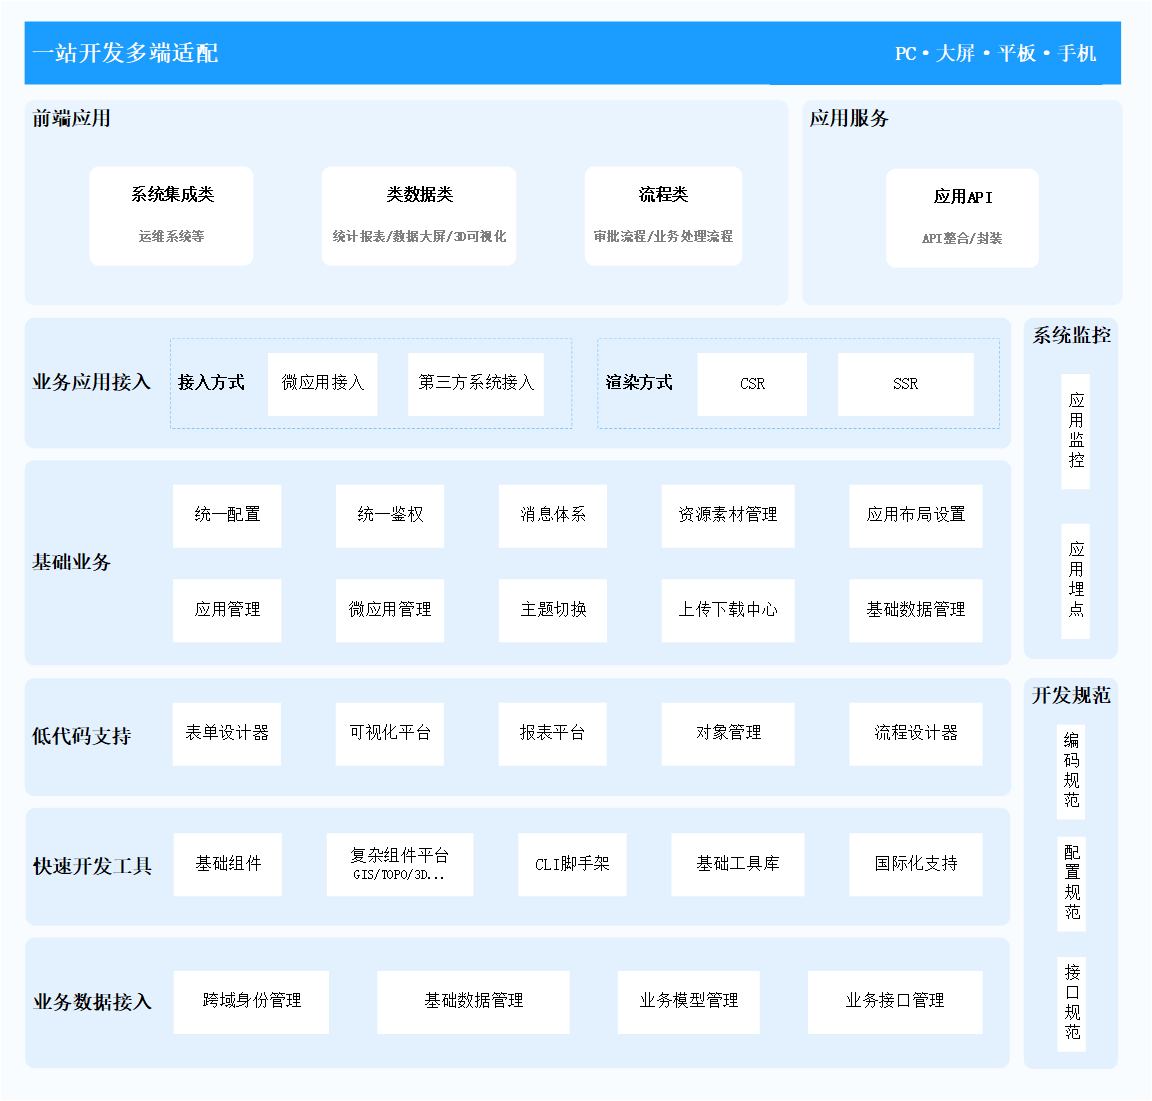 一站开发多端适配
PC·大屏·平板·手机
前端应用
系统集成类
运维系统等
类数据类
统计报表/数据大屏/3D可视化
流程类
审批流程/业务处理流程
应用服务
应用API
API整合/封装
业务应用接入
接入方式
微应用接入
第三方系统接入
渲染方式
CSR
SSR
系统监控
应用监控
应用埋点
基础业务
统一配置
统一鉴权
消息体系
资源素材管理
应用布局设置
应用管理
微应用管理
主题切换
上传下载中心
基础数据管理
低代码支持
表单设计器
可视化平台
报表平台
对象管理
流程设计器
开发规范
编码规范
配置规范
接口规范
快速开发工具
基础组件
复杂组件平台
GIS/TOPO/3D...
CLI脚手架
基础工具库
国际化支持
业务数据接入
跨域身份管理
基础数据管理
业务模型管理
业务接口管理